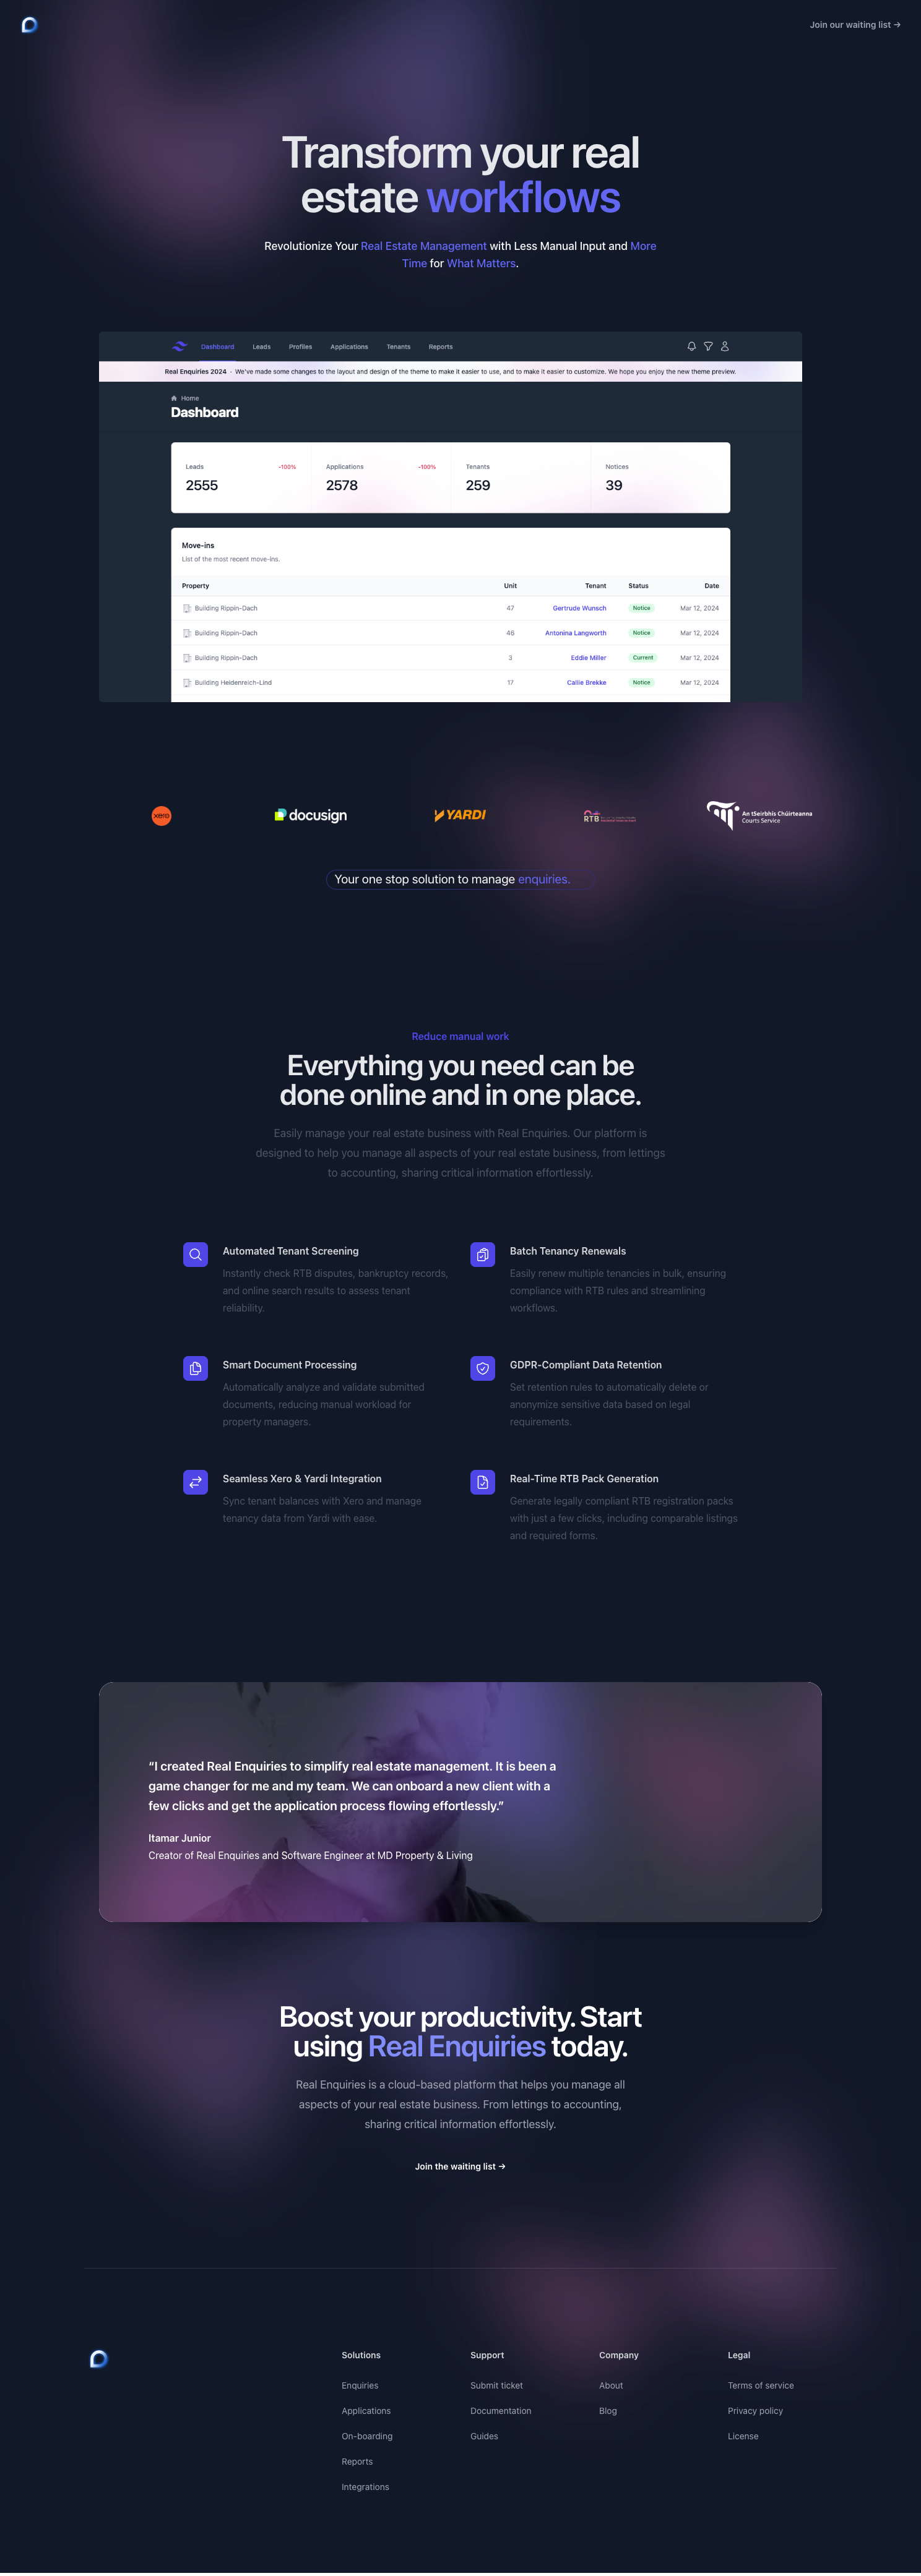 Join our waiting list →
Transform your real
estate workflows
Revolutionize Your Real Estate Management with Less Manual Input and More
Time for What Matters.
Dashboard Leads Profiles Applications Tenants Reports
Real Enquiries 2024 · We've made some changes to the layout and design of the theme to make it easier to use, and to make it easier to customize. We hope you enjoy the new theme preview.
Home
Dashboard
Leads -100% Applications -100% Tenants Notices
2555 2578 259 39
Move-ins
List of the most recent move-ins.
Property Unit Tenant Status Date
Building Rippin-Dach 47 Gertrude Wunsch Notice Mar 12, 2024
Building Rippin-Dach 46 Antonina Langworth Notice Mar 12, 2024
Building Rippin-Dach 3 Eddie Miller Current Mar 12, 2024
Building Heidenreich-Lind 17 Callie Brekke Notice Mar 12, 2024
xero docusign YARDI RTB
An tSeirbhís Chúirteanna
Courts Service
Your one stop solution to manage enquiries.
Reduce manual work
Everything you need can be
done online and in one place.
Easily manage your real estate business with Real Enquiries. Our platform is
designed to help you manage all aspects of your real estate business, from lettings
to accounting, sharing critical information effortlessly.
Automated Tenant Screening
Instantly check RTB disputes, bankruptcy records,
and online search results to assess tenant
reliability.
Batch Tenancy Renewals
Easily renew multiple tenancies in bulk, ensuring
compliance with RTB rules and streamlining
workflows.
Smart Document Processing
Automatically analyze and validate submitted
documents, reducing manual workload for
property managers.
GDPR-Compliant Data Retention
Set retention rules to automatically delete or
anonymize sensitive data based on legal
requirements.
Seamless Xero & Yardi Integration
Sync tenant balances with Xero and manage
tenancy data from Yardi with ease.
Real-Time RTB Pack Generation
Generate legally compliant RTB registration packs
with just a few clicks, including comparable listings
and required forms.
“I created Real Enquiries to simplify real estate management. It is been a
game changer for me and my team. We can onboard a new client with a
few clicks and get the application process flowing effortlessly.”
Itamar Junior
Creator of Real Enquiries and Software Engineer at MD Property & Living
Boost your productivity. Start
using Real Enquiries today.
Real Enquiries is a cloud-based platform that helps you manage all
aspects of your real estate business. From lettings to accounting,
sharing critical information effortlessly.
Join the waiting list →
Solutions
Enquiries
Applications
On-boarding
Reports
Integrations
Support
Submit ticket
Documentation
Guides
Company
About
Blog
Legal
Terms of service
Privacy policy
License